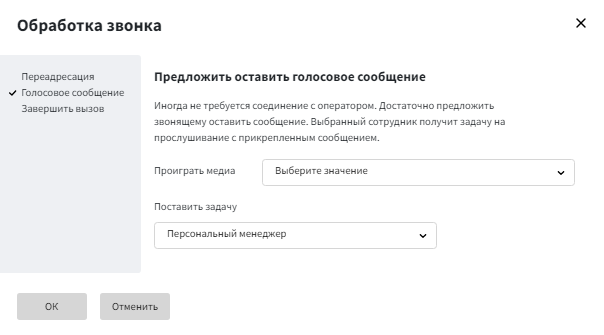 Обработка звонка
Переадресация
Голосовое сообщение
Завершить вызов
Предложить оставить голосовое сообщение
Иногда не требуется соединение с оператором. Достаточно предложить
звонящему оставить сообщение. Выбранный сотрудник получит задачу на
прослушивание с прикрепленным сообщением.
Проиграть медиа
Выберите значение
Поставить задачу
Персональный менеджер
ОК
Отменить